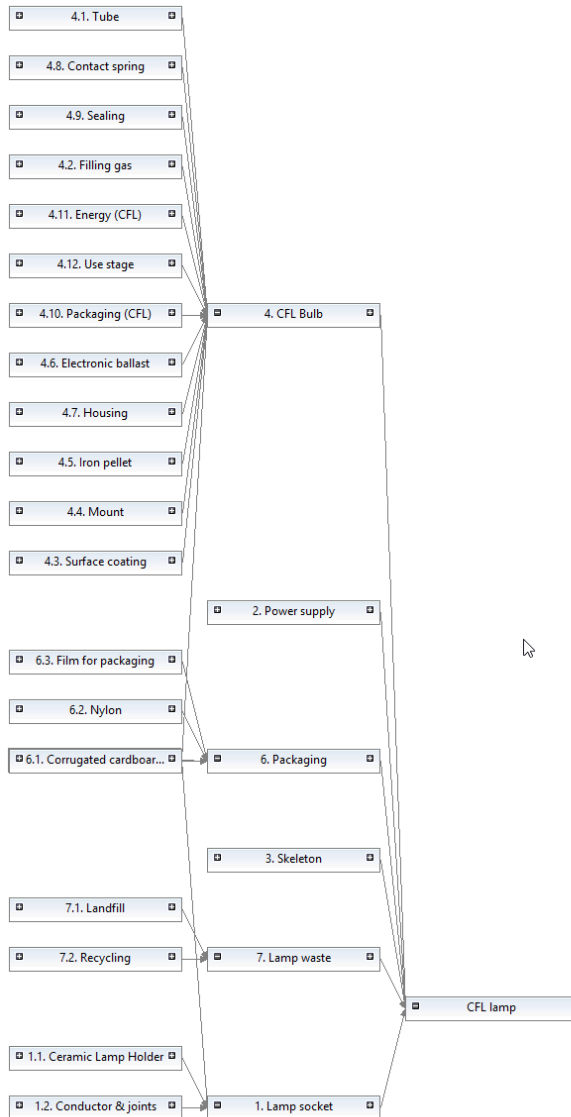 4.1. Tube
4.8. Contact spring
4.9. Sealing
4.2. Filling gas
4.11. Energy (CFL)
4.12. Use stage
4.10. Packaging (CFL)
4. CFL Bulb
4.6. Electronic ballast
4.7. Housing
4.5. Iron pellet
4.4. Mount
4.3. Surface coating
2. Power supply
6.3. Film for packaging
6.2. Nylon
6.1. Corrugated cardboar...
6. Packaging
3. Skeleton
7.1. Landfill
7.2. Recycling
7. Lamp waste
CFL lamp
1.1. Ceramic Lamp Holder
1.2. Conductor & joints
1. Lamp socket